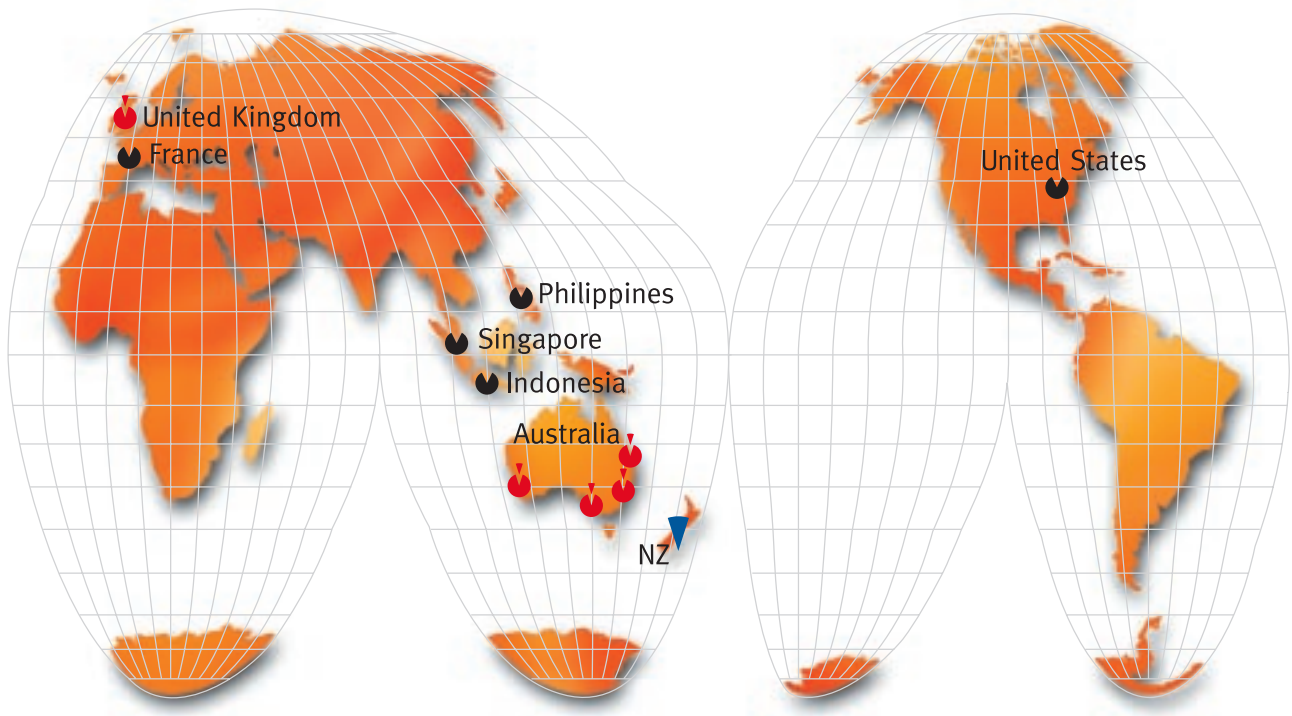 United Kingdom
France
United States
Philippines
Singapore
Indonesia
Australia
NZ